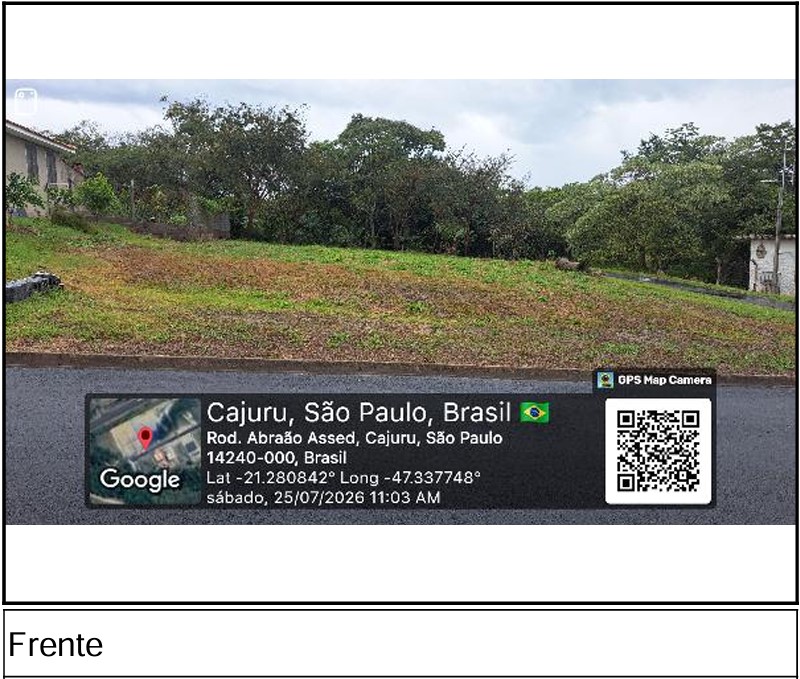 GPS Map Camera
Cajuru, São Paulo, Brasil
Rod. Abraão Assed, Cajuru, São Paulo
14240-000, Brasil
Lat -21.280842° Long -47.337748°
sábado, 25/07/2026 11:03 AM
Google
Frente